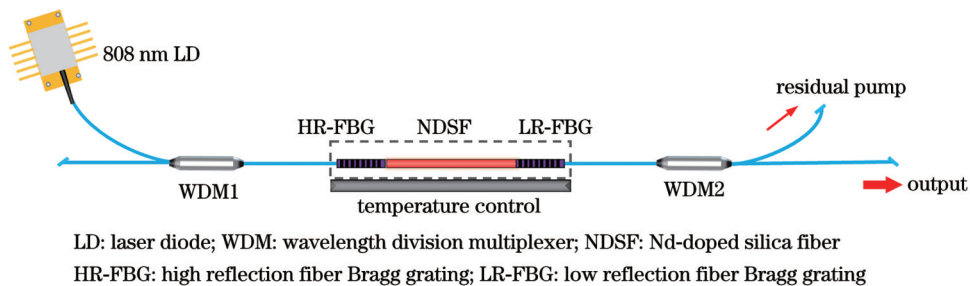 808 nm LD
residual pump
HR-FBG NDSF LR-FBG
WDM1
WDM2
output
temperature control
LD: laser diode; WDM: wavelength division multiplexer; NDSF: Nd-doped silica fiber
HR-FBG: high reflection fiber Bragg grating; LR-FBG: low reflection fiber Bragg grating